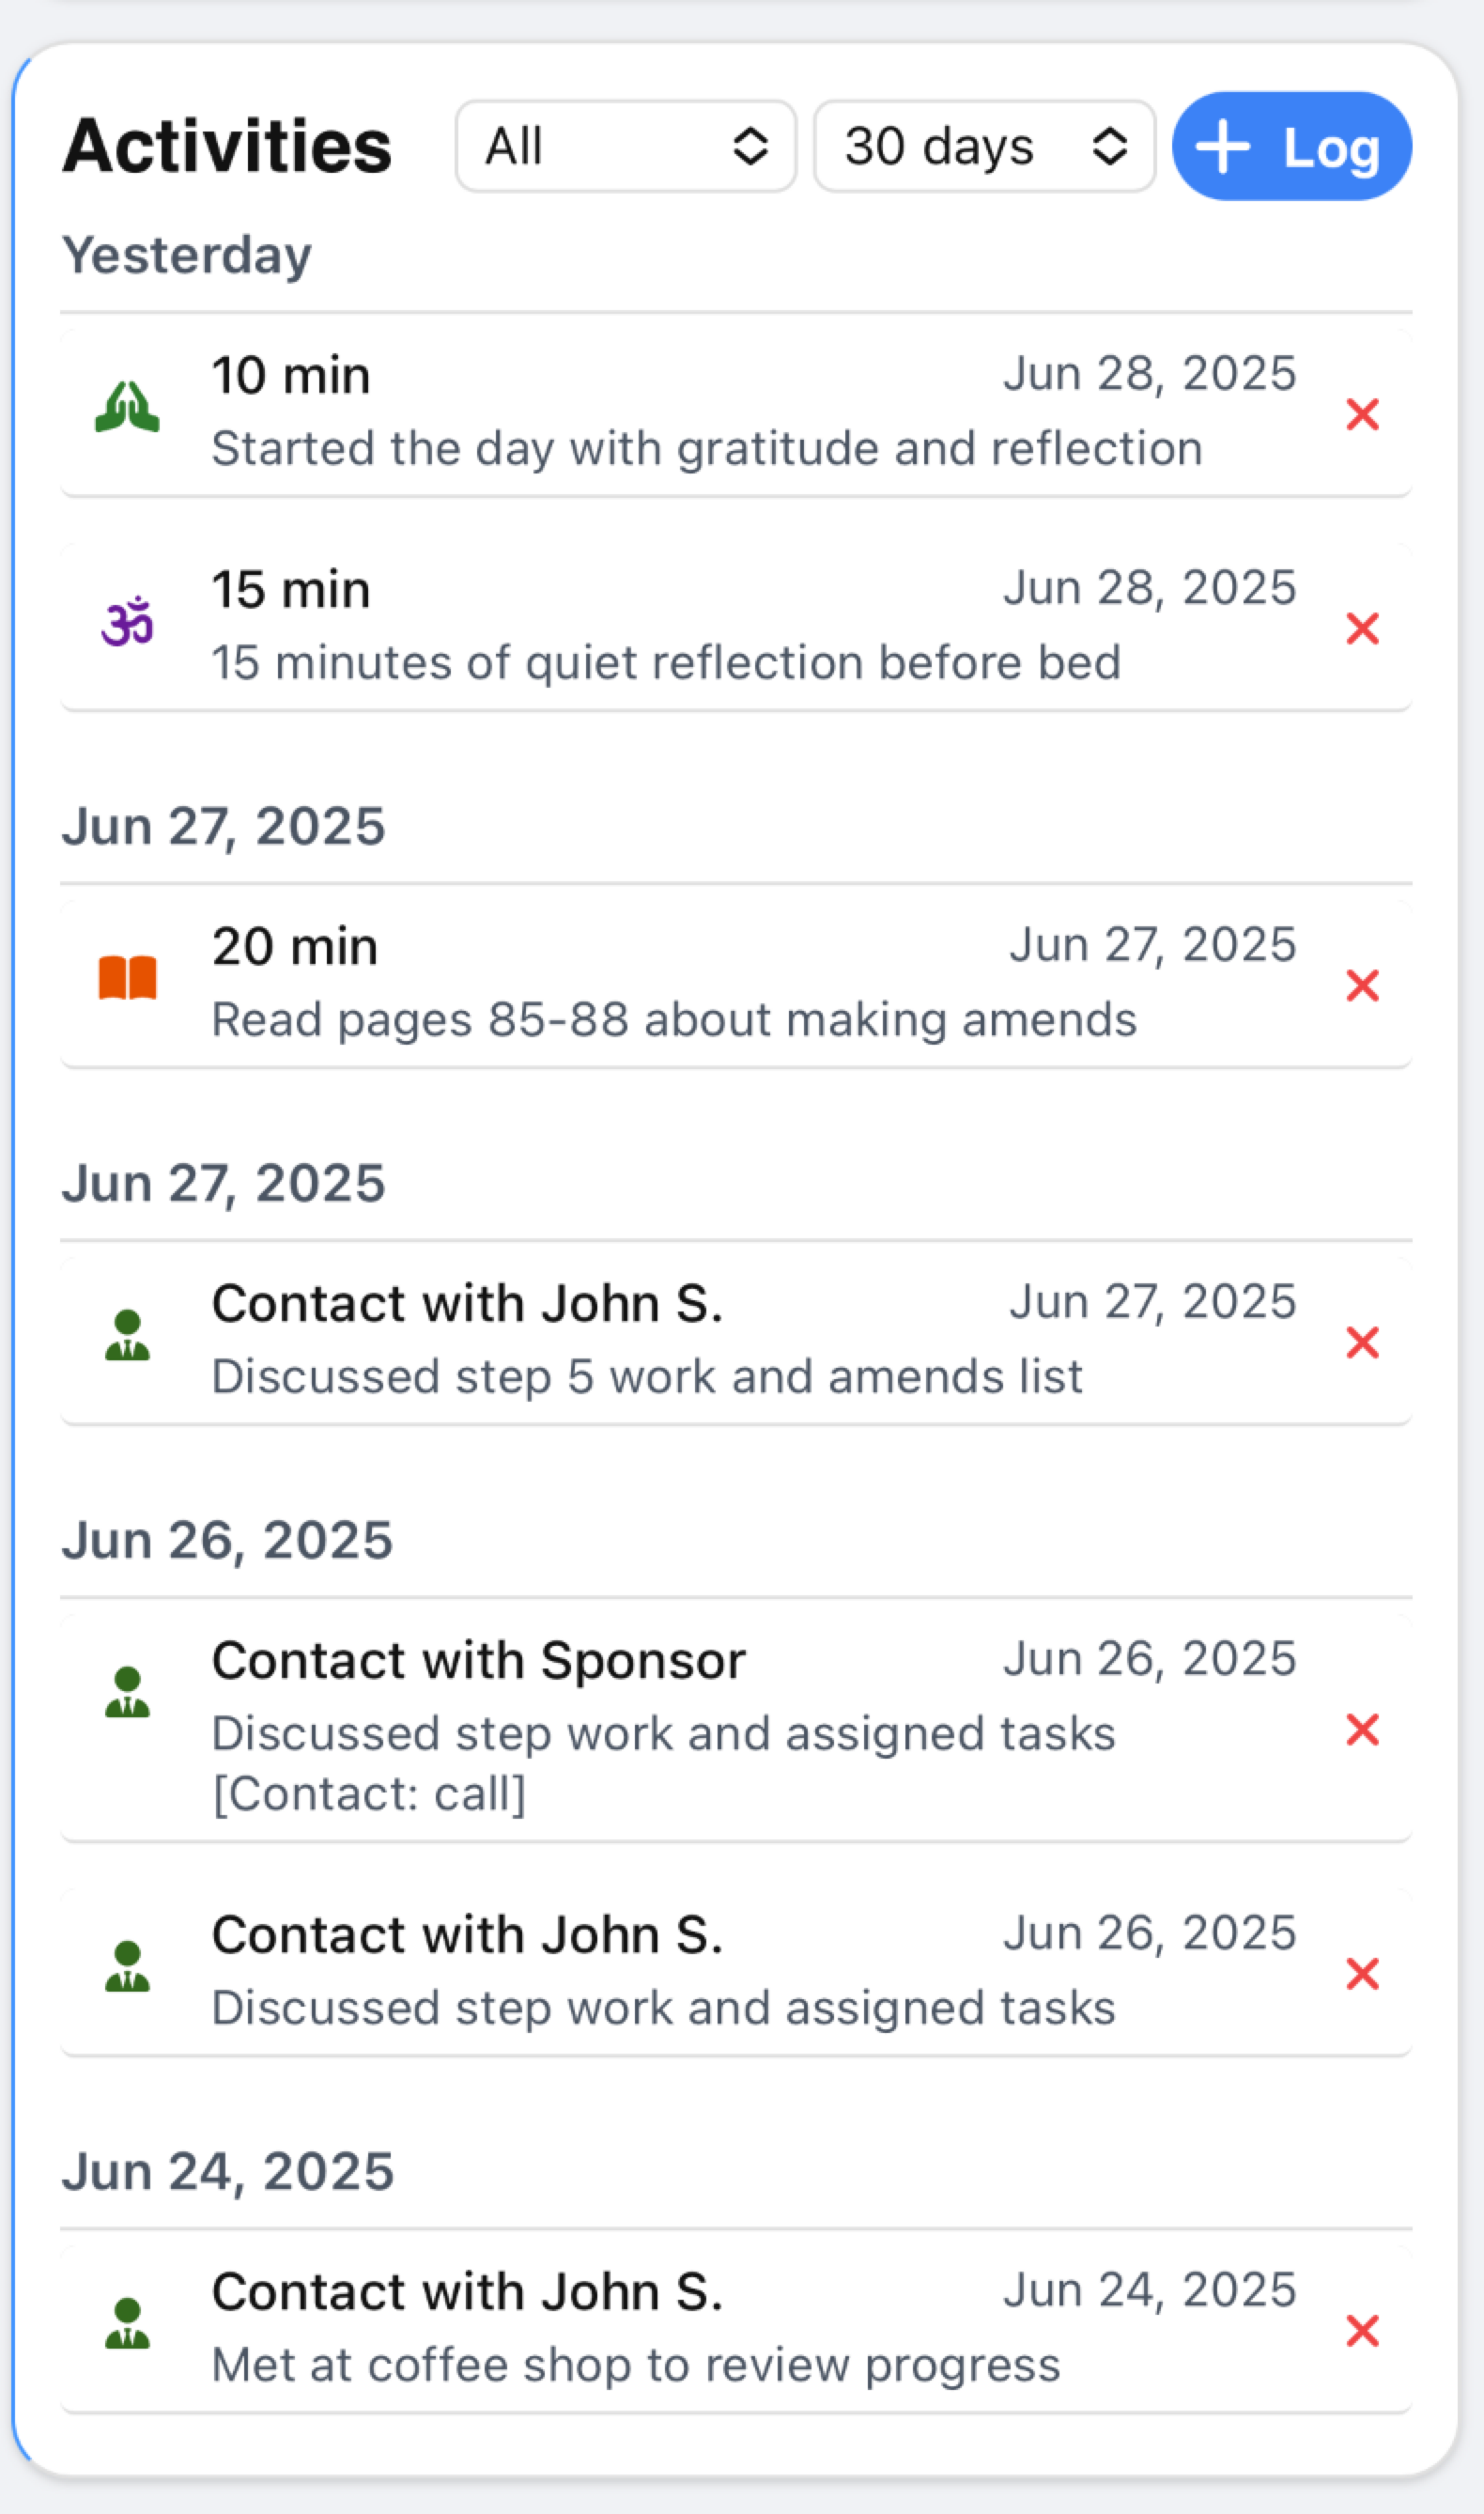 Activities All 30 days + Log
Yesterday
10 min Jun 28, 2025
Started the day with gratitude and reflection
ॐ 15 min Jun 28, 2025
15 minutes of quiet reflection before bed
Jun 27, 2025
20 min Jun 27, 2025
Read pages 85-88 about making amends
Jun 27, 2025
Contact with John S. Jun 27, 2025
Discussed step 5 work and amends list
Jun 26, 2025
Contact with Sponsor Jun 26, 2025
Discussed step work and assigned tasks
[Contact: call]
Contact with John S. Jun 26, 2025
Discussed step work and assigned tasks
Jun 24, 2025
Contact with John S. Jun 24, 2025
Met at coffee shop to review progress